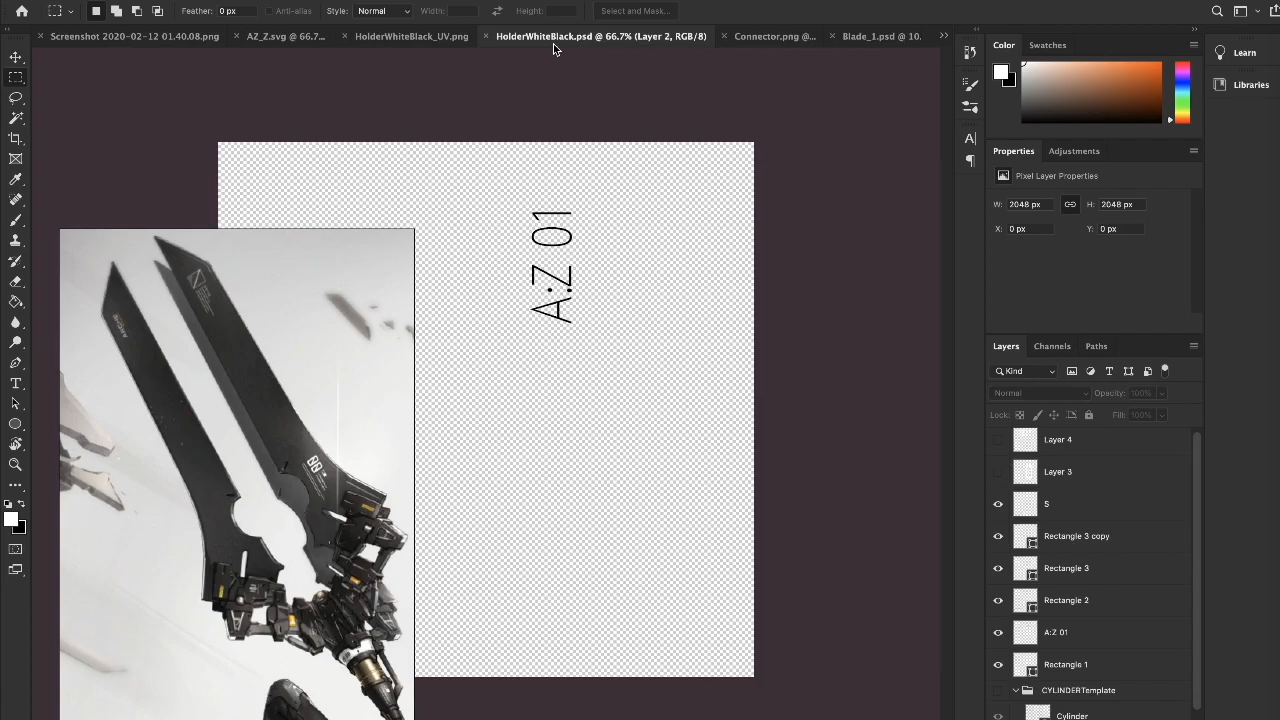 Feather: 0 px Anti-alias Style: Normal Width: Height: Select and Mask...
Screenshot 2020-02-12 01.40.08.png AZ_Z.svg @ 66.7... HolderWhiteBlack_UV.png HolderWhiteBlack.psd @ 66.7% (Layer 2, RGB/8) Connector.png @... Blade_1.psd @ 10.
Color Swatches
Learn
Libraries
Properties Adjustments
Pixel Layer Properties
W: 2048 px H: 2048 px
X: 0 px Y: 0 px
A:Z 01
Layers Channels Paths
Kind
Normal Opacity: 100%
Lock: Fill: 100%
Layer 4
Layer 3
S
Rectangle 3 copy
Rectangle 3
Rectangle 2
A:Z 01
Rectangle 1
CYLINDERTemplate
Cylinder